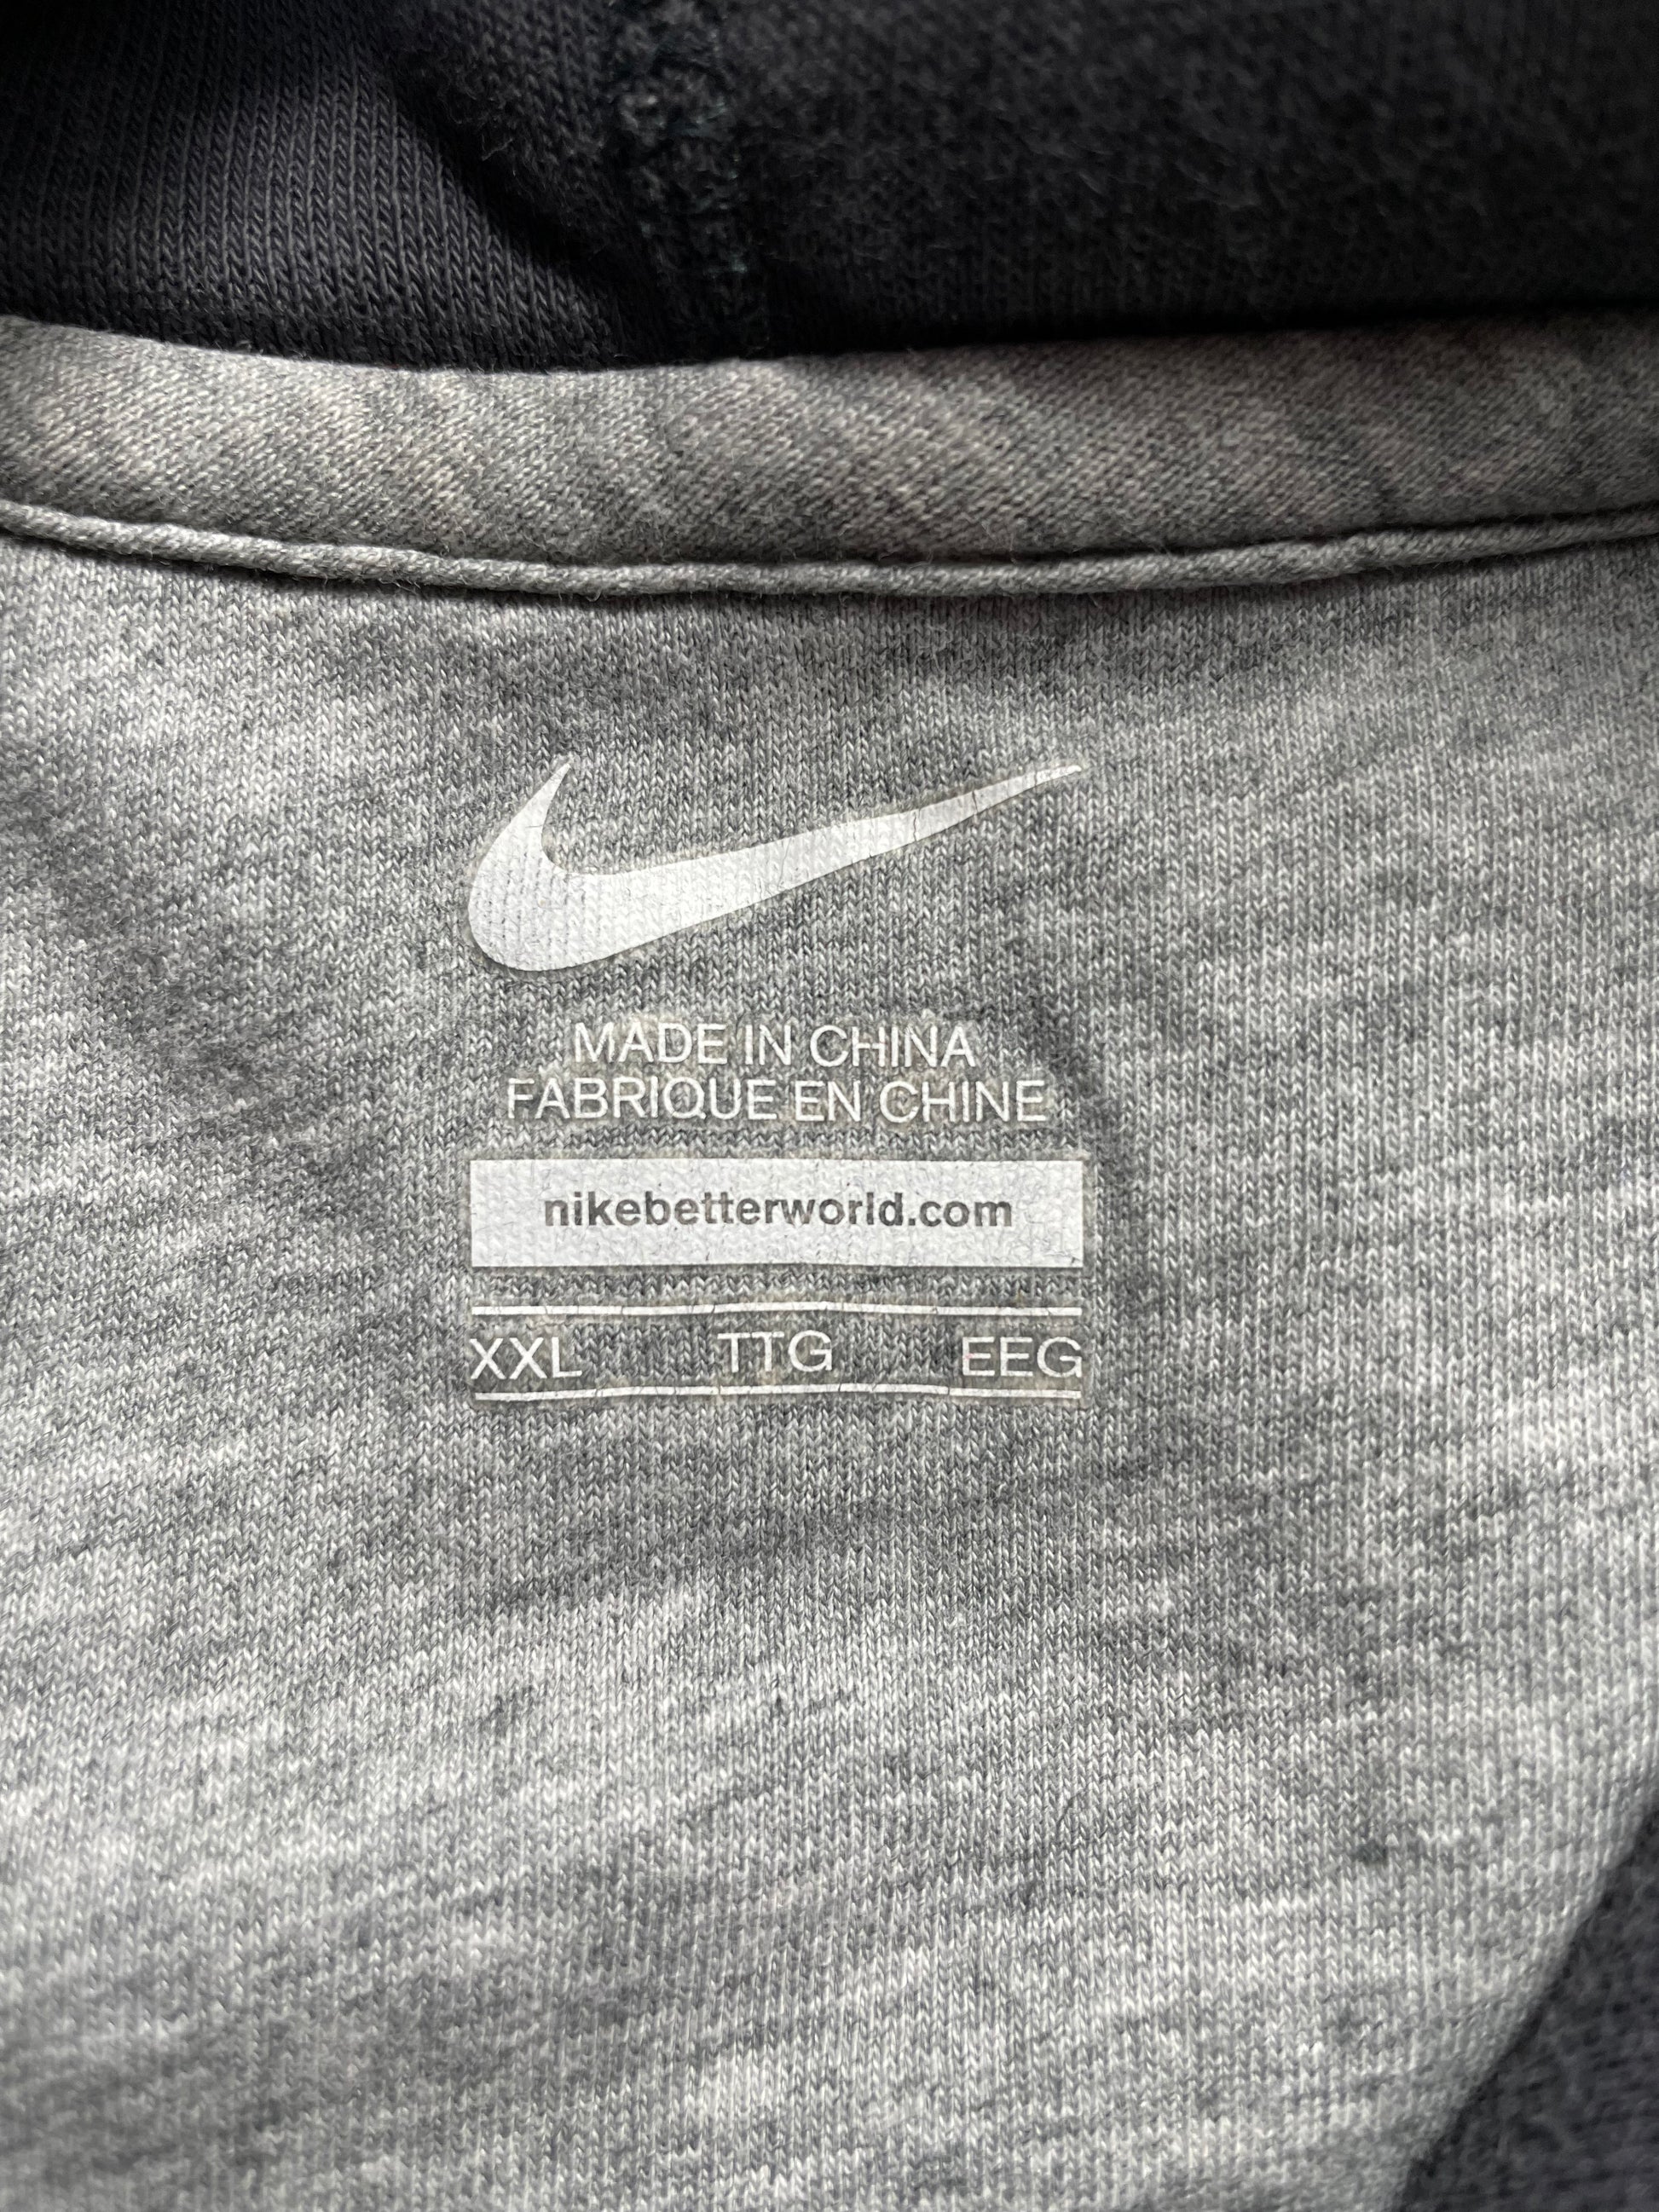 MADE IN CHINA
FABRIQUE EN CHINE
nikebetterworld.com
XXL TTG EEG